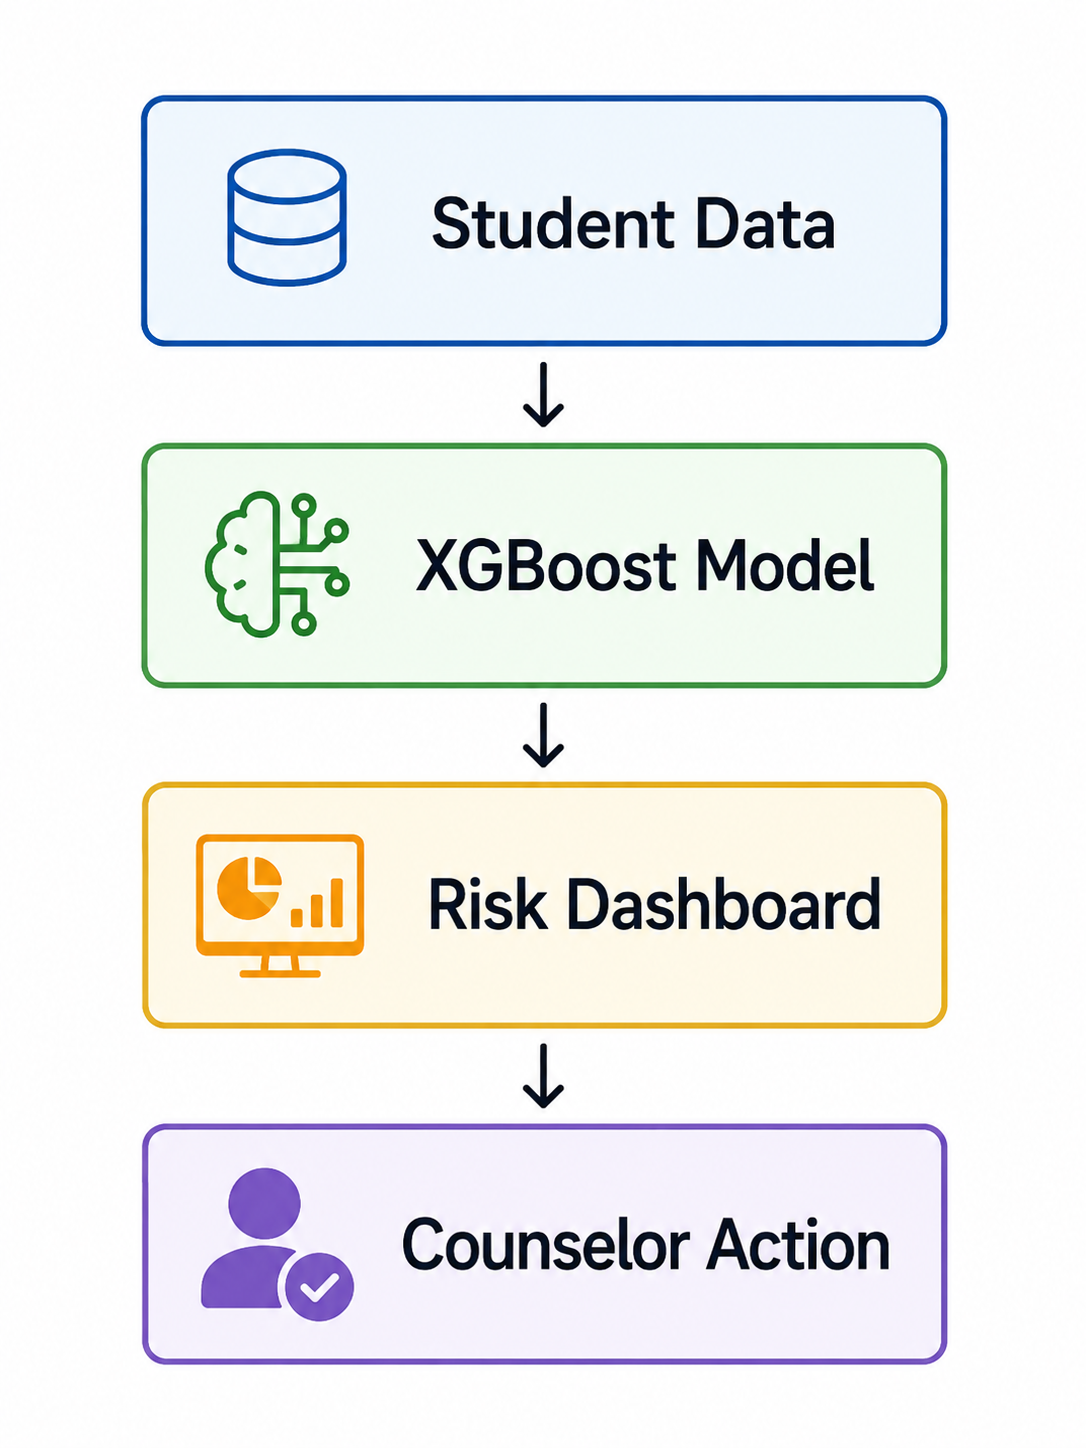 Student Data
XGBoost Model
Risk Dashboard
Counselor Action